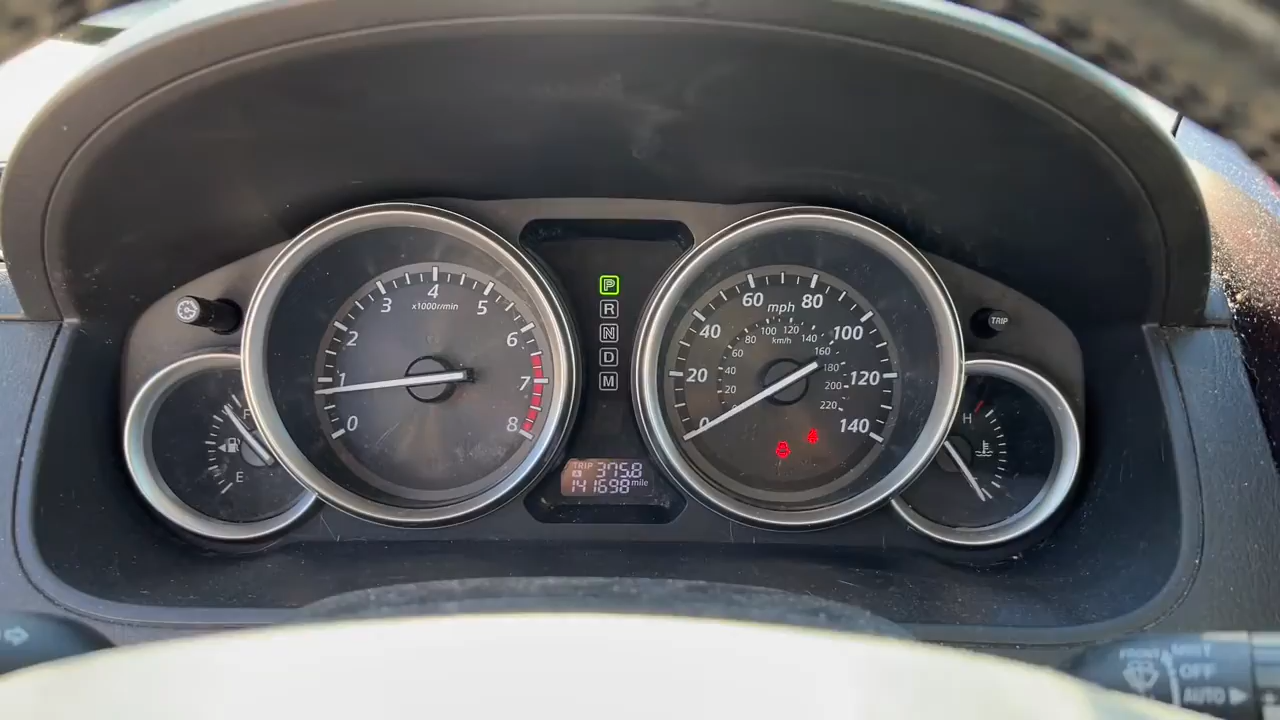 0 1 2 3 4 5 6 7 8
x1000r/min
F
E
P
R
N
D
M
TRIP A 375.8
141698 mile
0 20 40 60 80 100 120 140
mph
20 40 60 80 100 120 140 160 180 200 220
km/h
TRIP
H
FRONT
OFF
AUTO